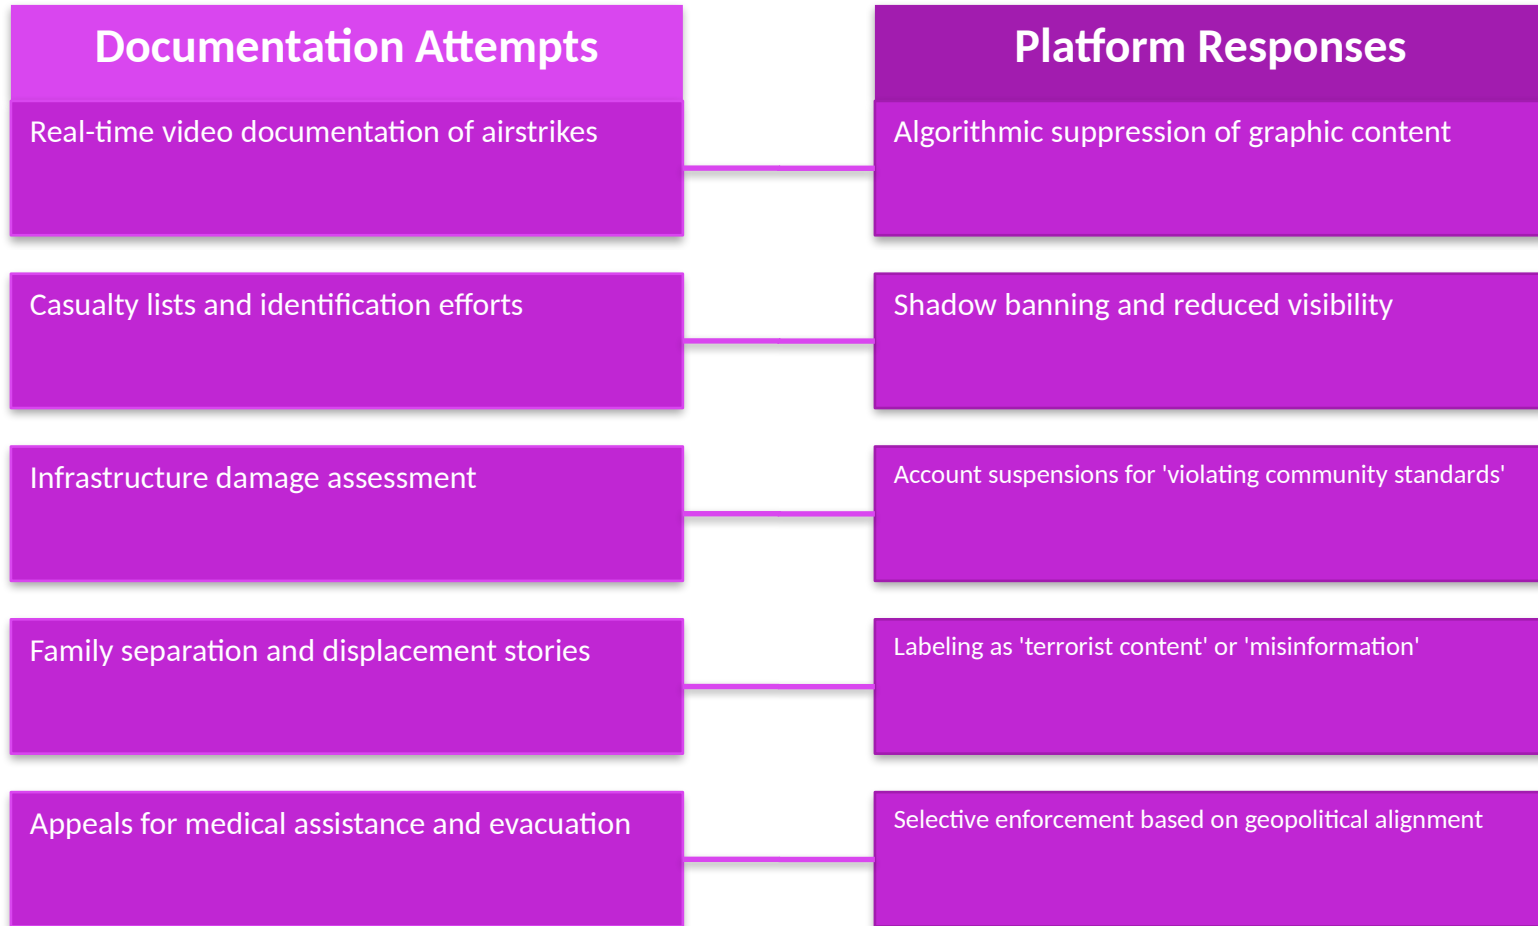 Documentation Attempts
Platform Responses
Real-time video documentation of airstrikes
Algorithmic suppression of graphic content
Casualty lists and identification efforts
Shadow banning and reduced visibility
Infrastructure damage assessment
Account suspensions for 'violating community standards'
Family separation and displacement stories
Labeling as 'terrorist content' or 'misinformation'
Appeals for medical assistance and evacuation
Selective enforcement based on geopolitical alignment